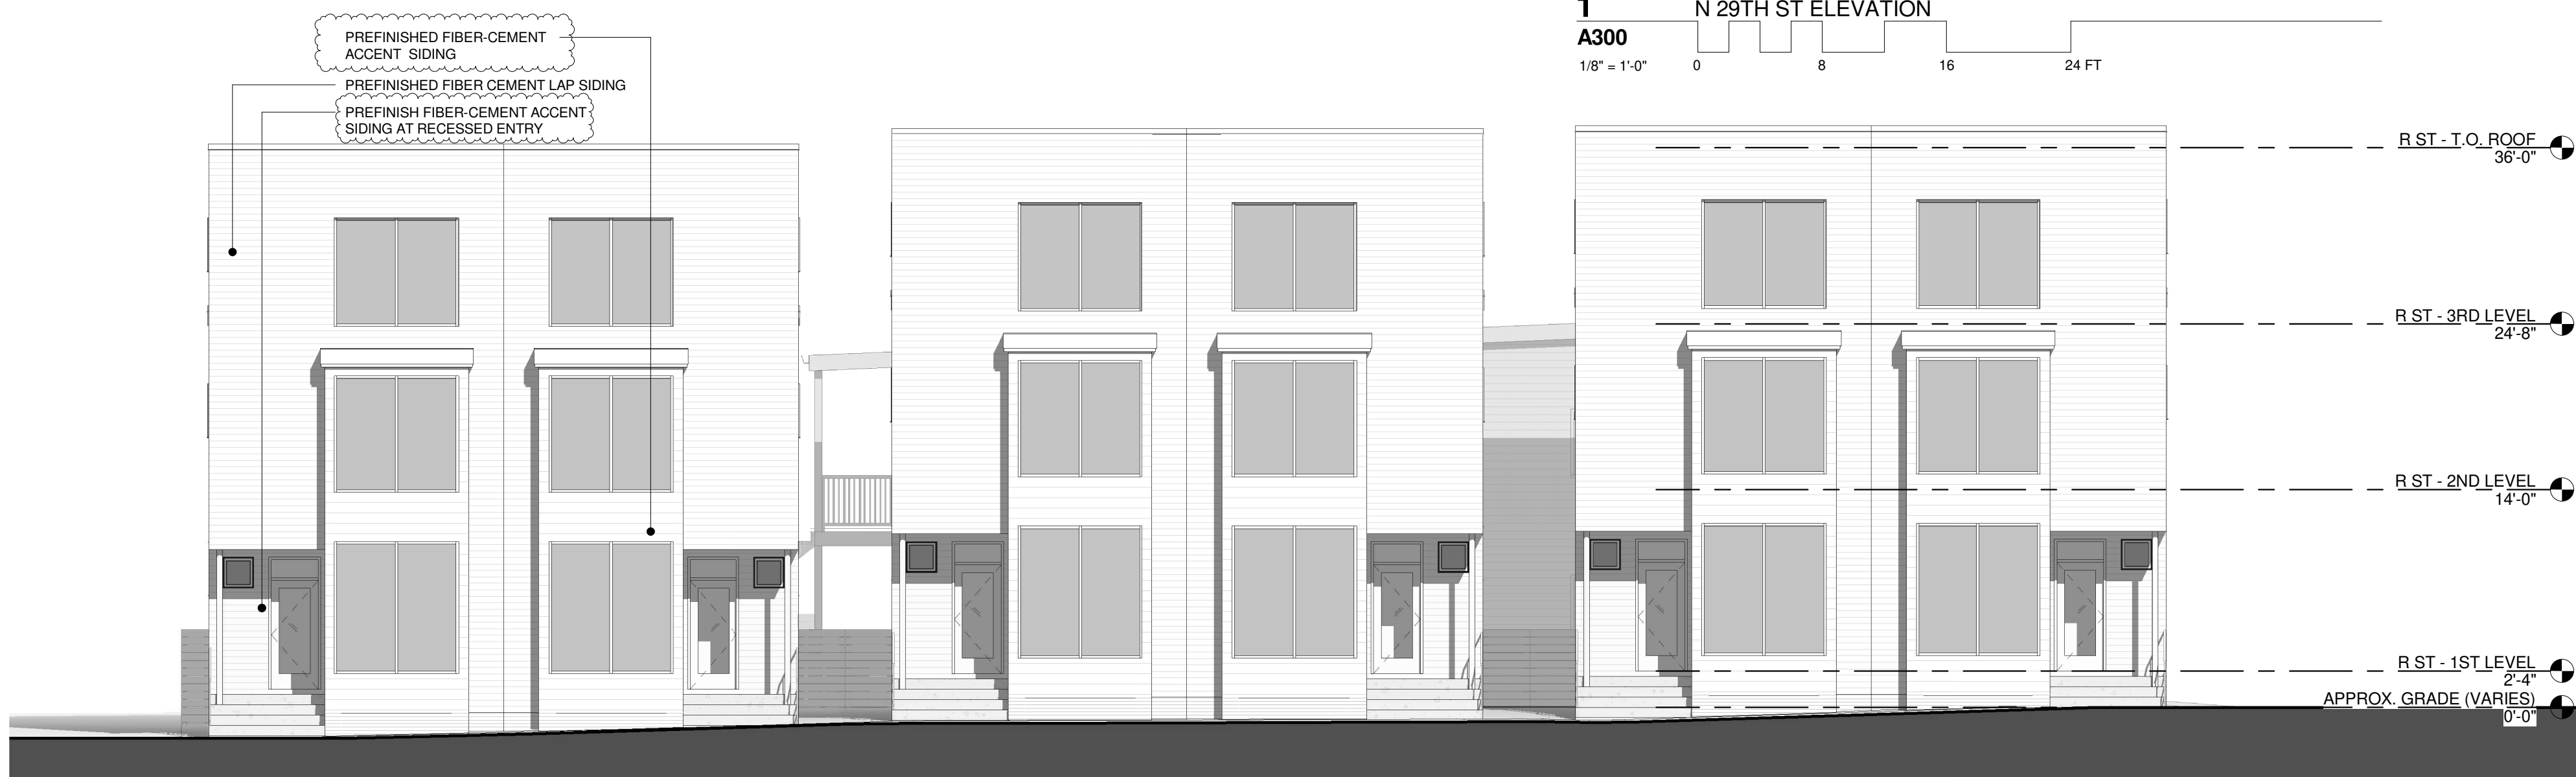 1
N 29TH ST ELEVATION
A300
1/8" = 1'-0"
0
8
16
24 FT
PREFINISHED FIBER-CEMENT
ACCENT SIDING
PREFINISHED FIBER CEMENT LAP SIDING
PREFINISH FIBER-CEMENT ACCENT
SIDING AT RECESSED ENTRY
R ST - T.O. ROOF
36'-0"
R ST - 3RD LEVEL
24'-8"
R ST - 2ND LEVEL
14'-0"
R ST - 1ST LEVEL
2'-4"
APPROX. GRADE (VARIES)
0'-0"